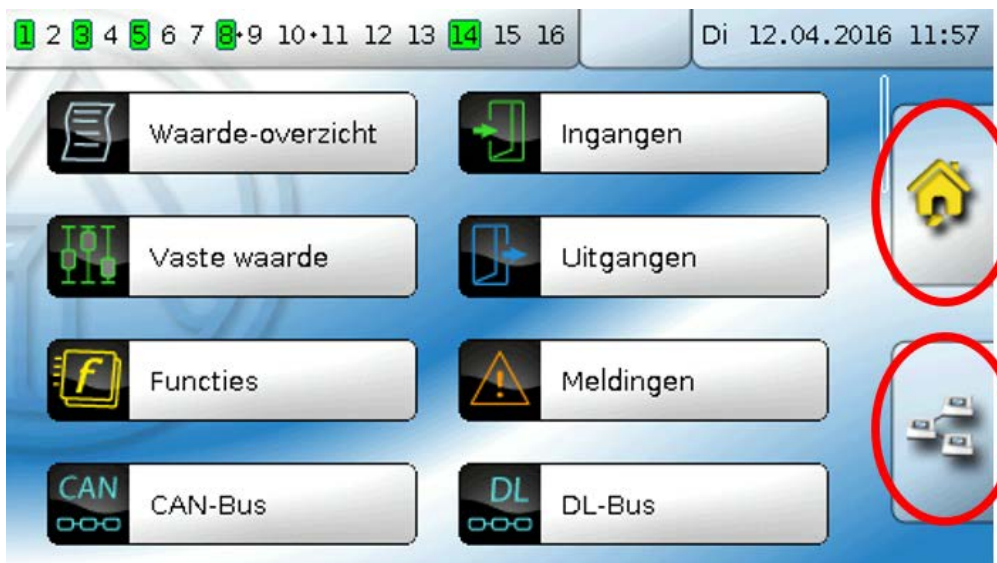 1 2 3 4 5 6 7 8·9 10·11 12 13 14 15 16 Di 12.04.2016 11:57
Waarde-overzicht Ingangen
Vaste waarde Uitgangen
f Functies ! Meldingen
CAN CAN-Bus DL DL-Bus